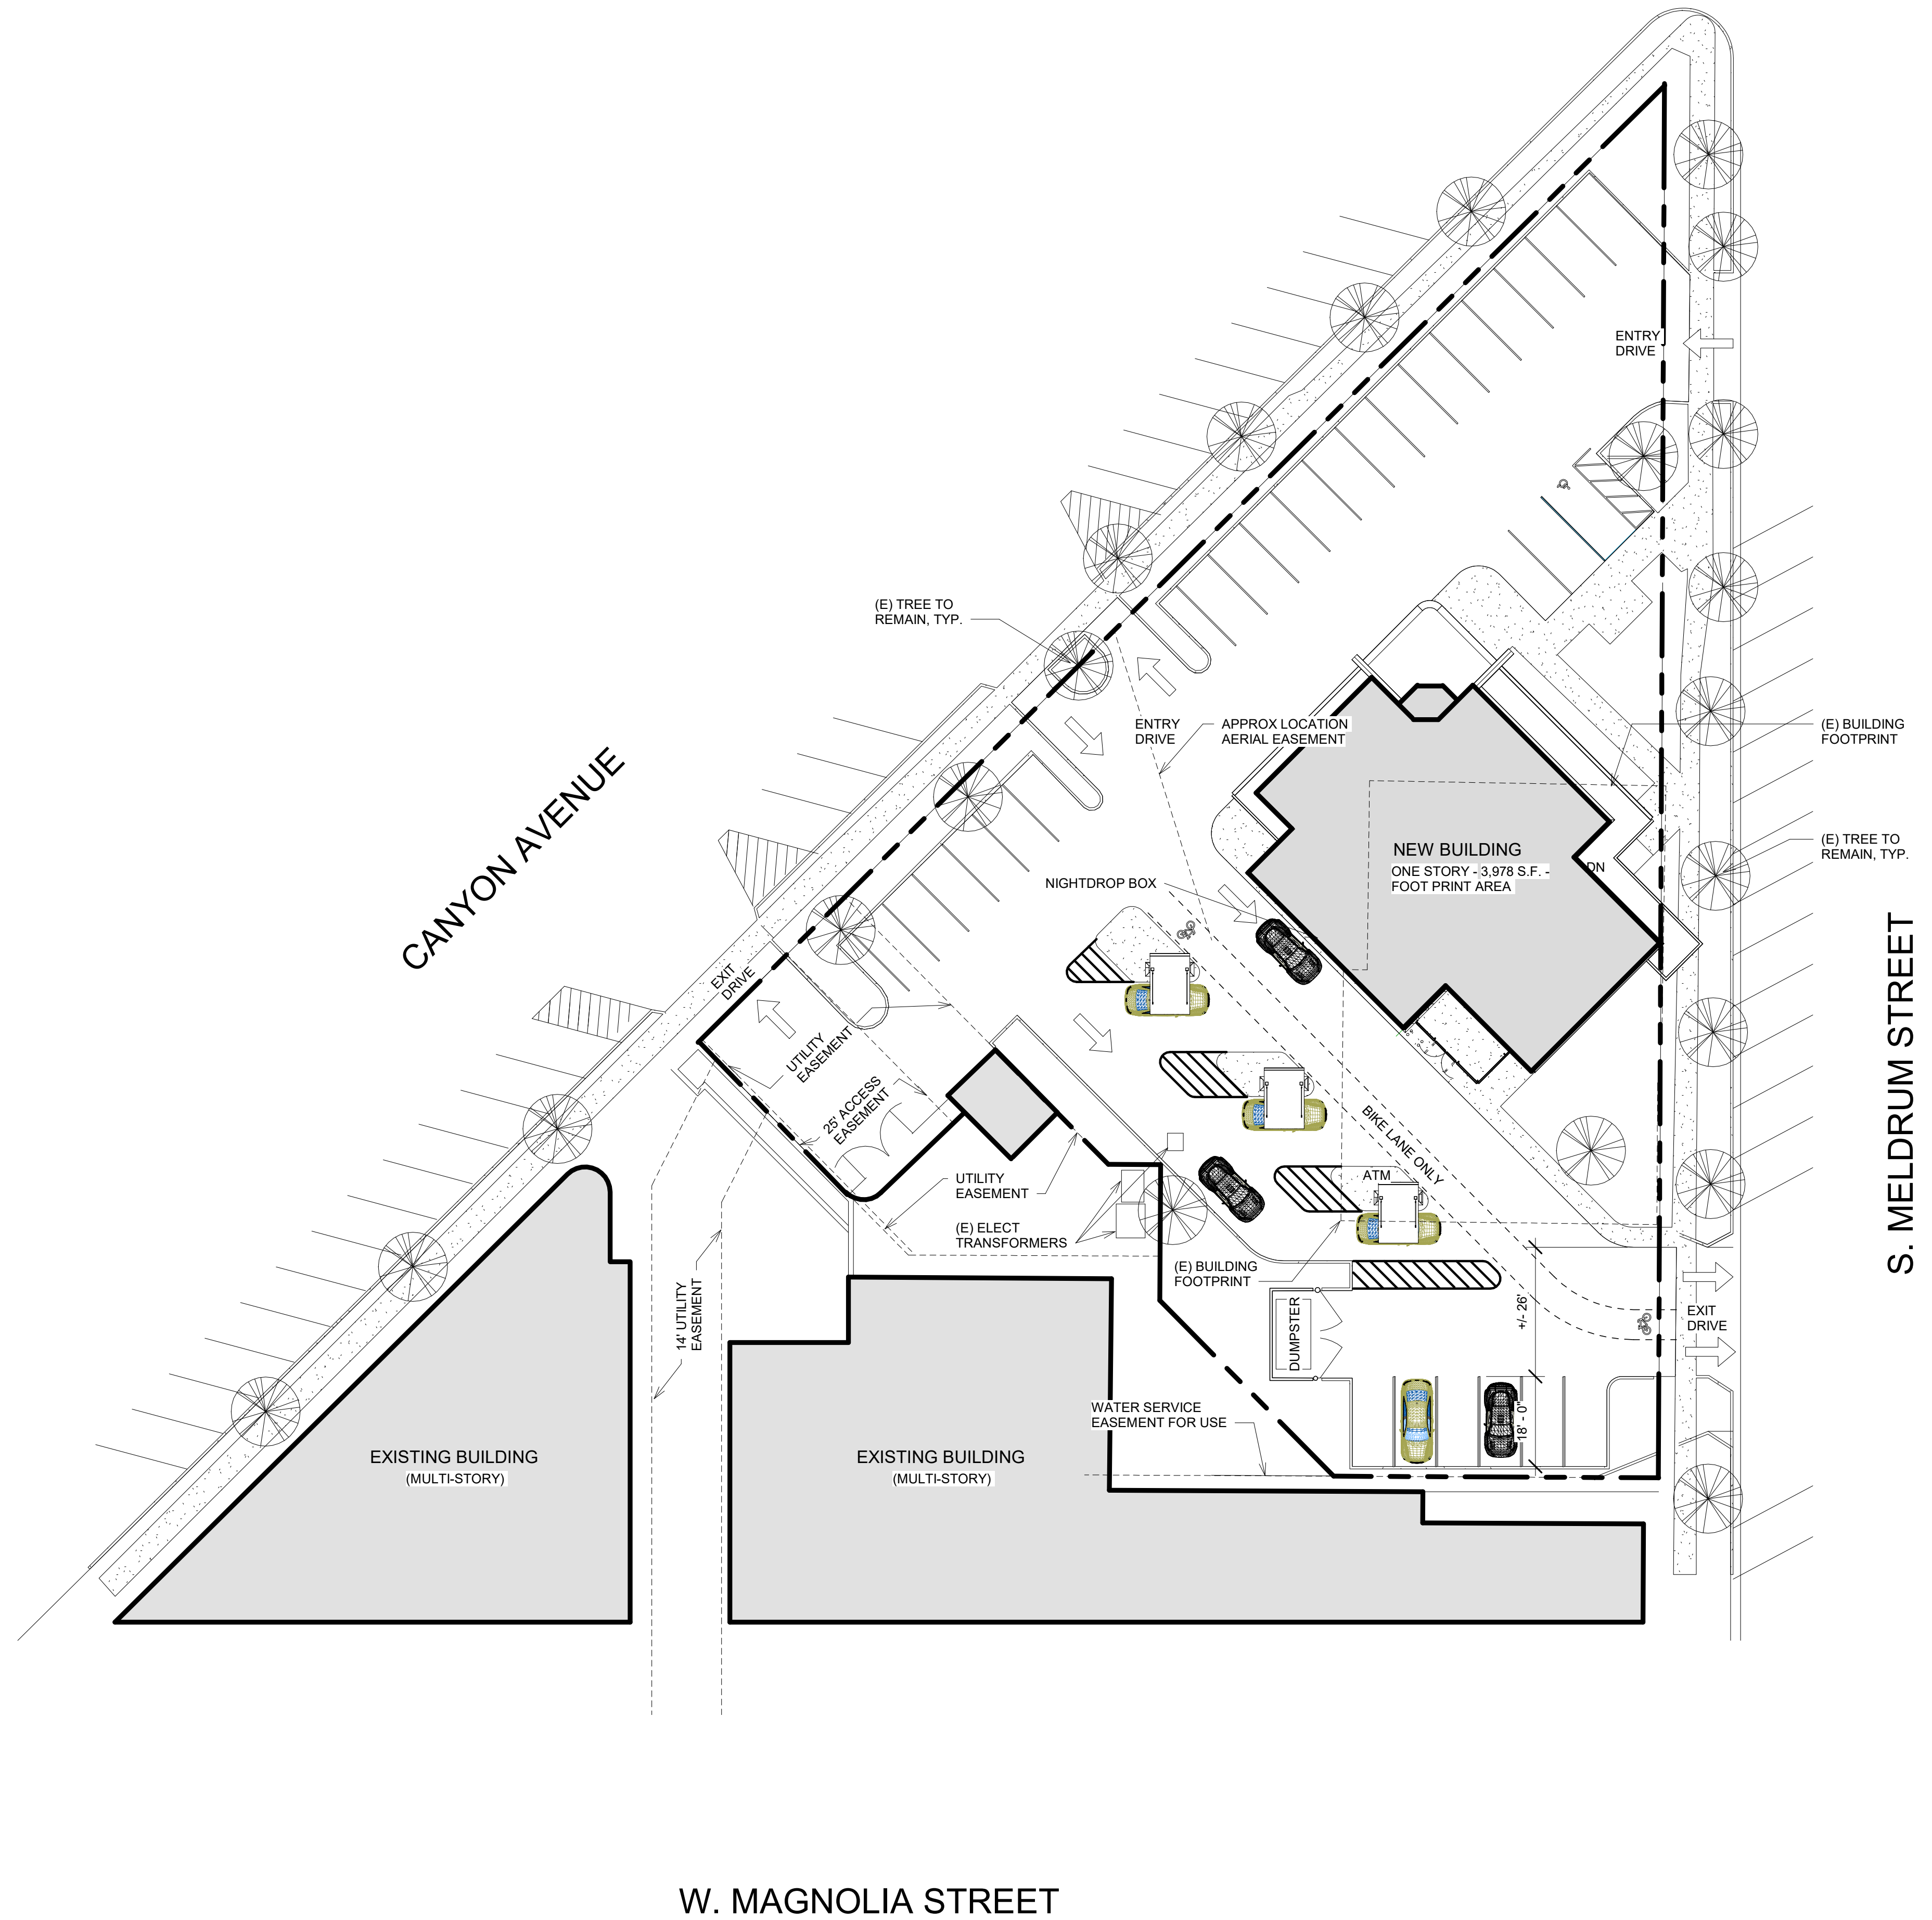 ENTRY
DRIVE
(E) TREE TO
REMAIN, TYP.
ENTRY
DRIVE
APPROX LOCATION
AERIAL EASEMENT
(E) BUILDING
FOOTPRINT
CANYON AVENUE
NEW BUILDING
ONE STORY - 3,978 S.F. -
FOOT PRINT AREA
DN
(E) TREE TO
REMAIN, TYP.
NIGHTDROP BOX
EXIT
DRIVE
UTILITY
EASEMENT
25' ACCESS
EASEMENT
S. MELDRUM STREET
BIKE LANE ONLY
ATM
UTILITY
EASEMENT
(E) ELECT
TRANSFORMERS
(E) BUILDING
FOOTPRINT
14' UTILITY
EASEMENT
DUMPSTER
+/- 26'
EXIT
DRIVE
18' - 0"
WATER SERVICE
EASEMENT FOR USE
EXISTING BUILDING
(MULTI-STORY)
EXISTING BUILDING
(MULTI-STORY)
W. MAGNOLIA STREET